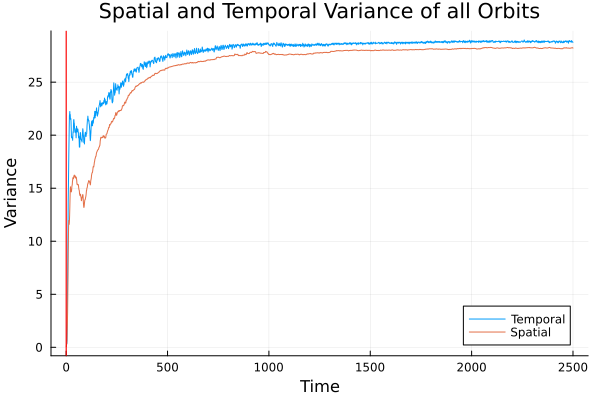 Spatial and Temporal Variance of all Orbits
Variance
25
20
15
10
5
0
Temporal
Spatial
0 500 1000 1500 2000 2500
Time